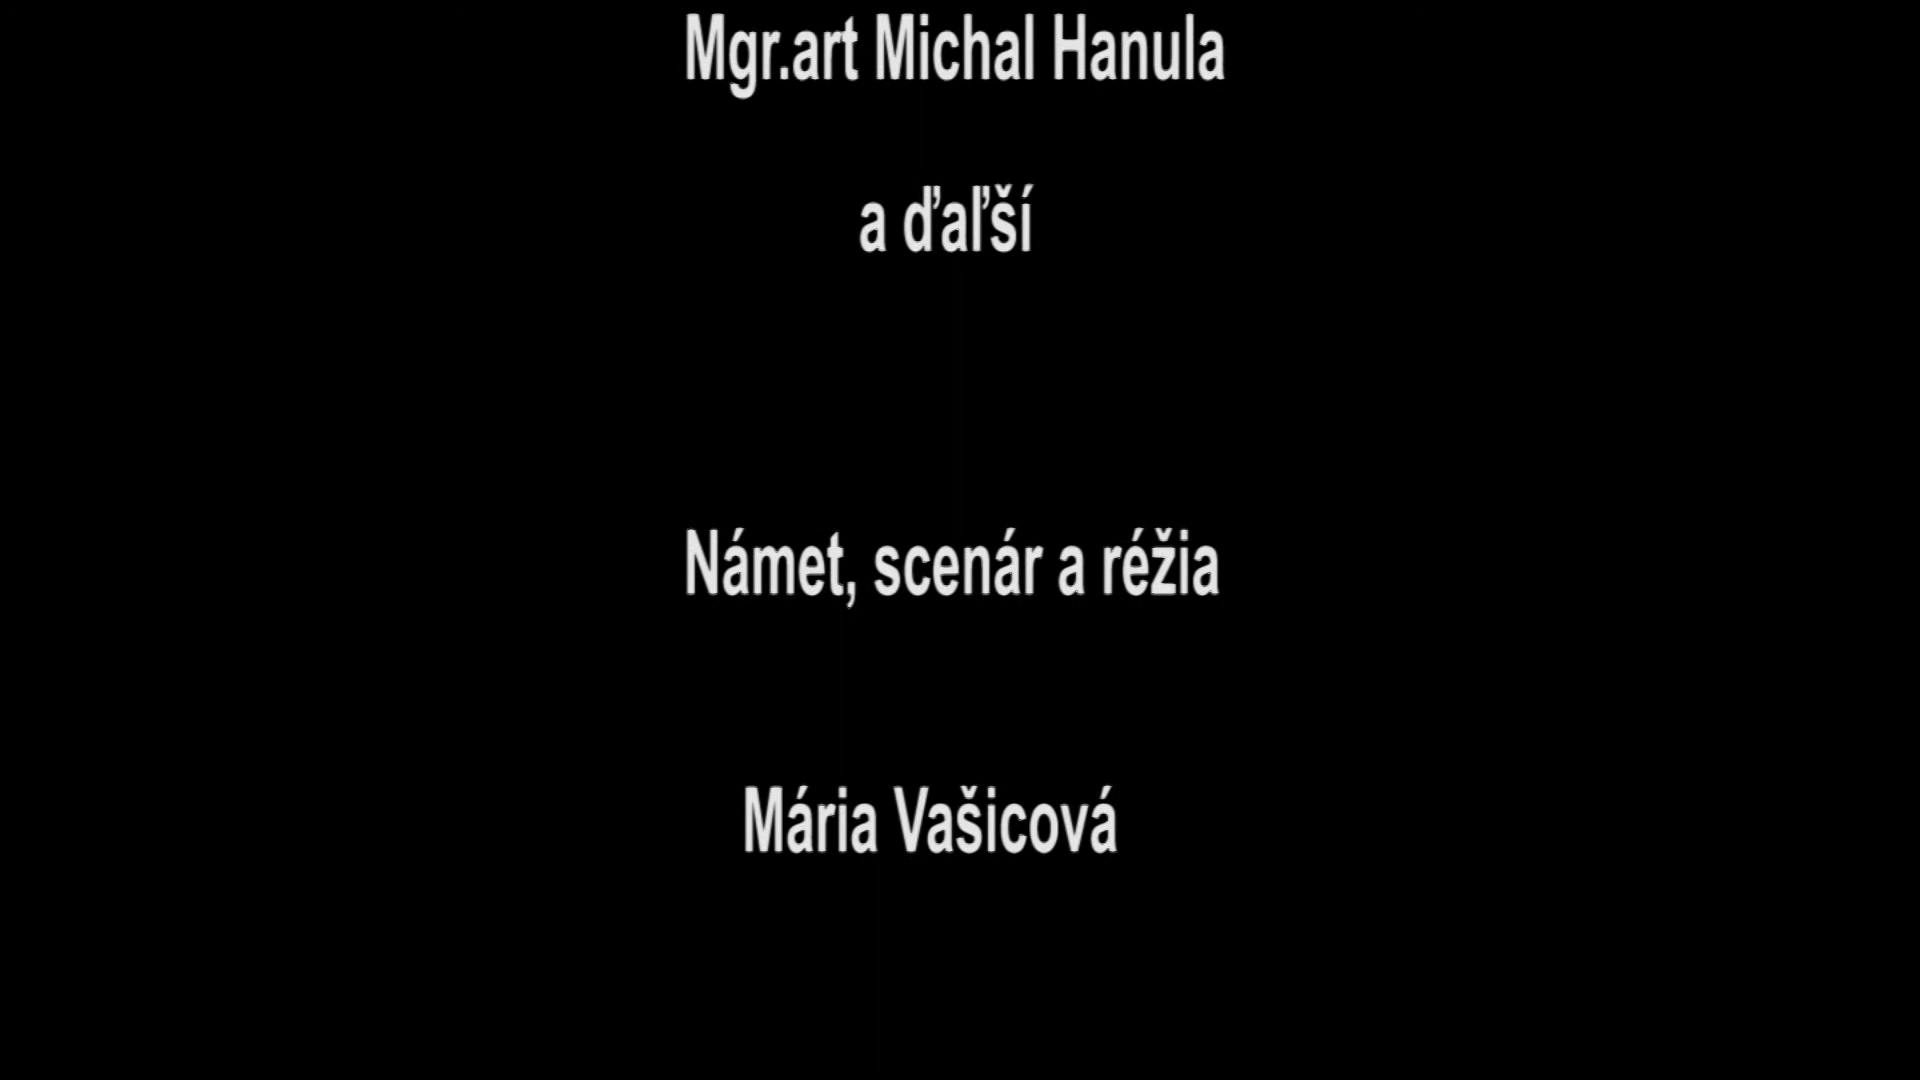 Mgr.art Michal Hanula
a ďaľší
Námet, scenár a réžia
Mária Vašicová